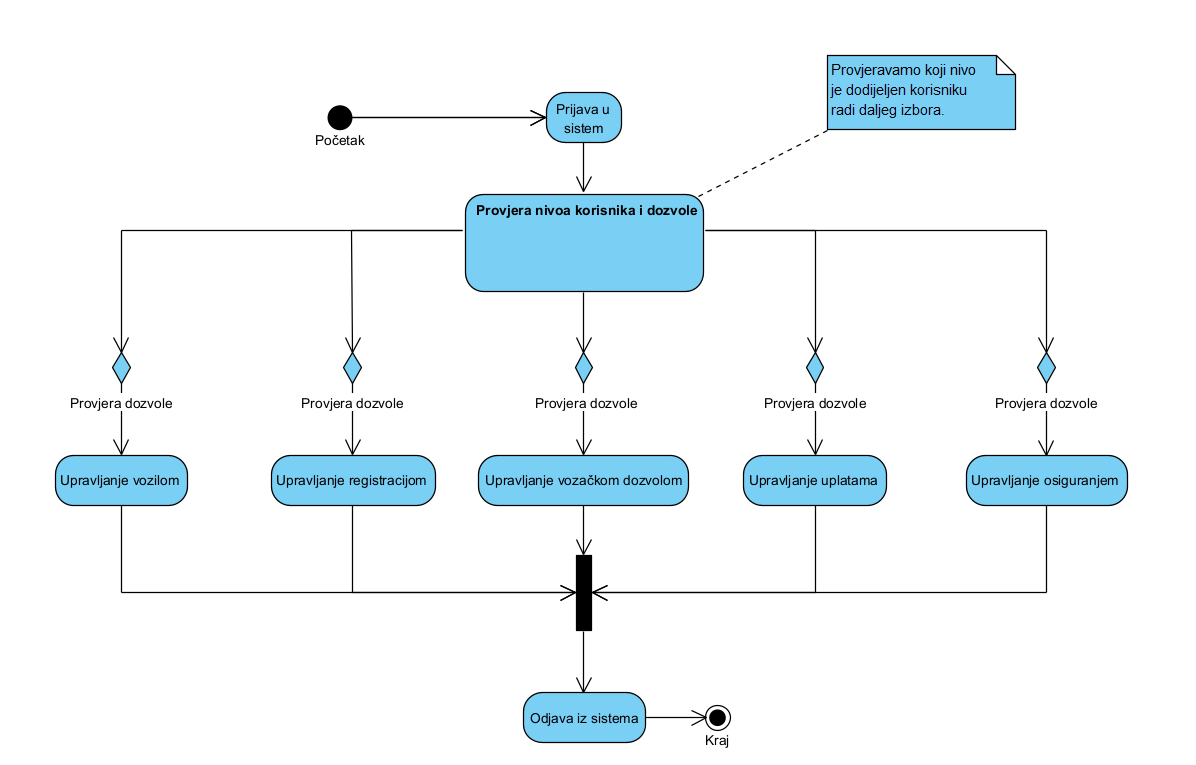 Provjeravamo koji nivo
je dodijeljen korisniku
radi daljeg izbora.
Prijava u
sistem
Početak
Provjera nivoa korisnika i dozvole
Provjera dozvole
Provjera dozvole
Provjera dozvole
Provjera dozvole
Provjera dozvole
Upravljanje vozilom
Upravljanje registracijom
Upravljanje vozačkom dozvolom
Upravljanje uplatama
Upravljanje osiguranjem
Odjava iz sistema
Kraj